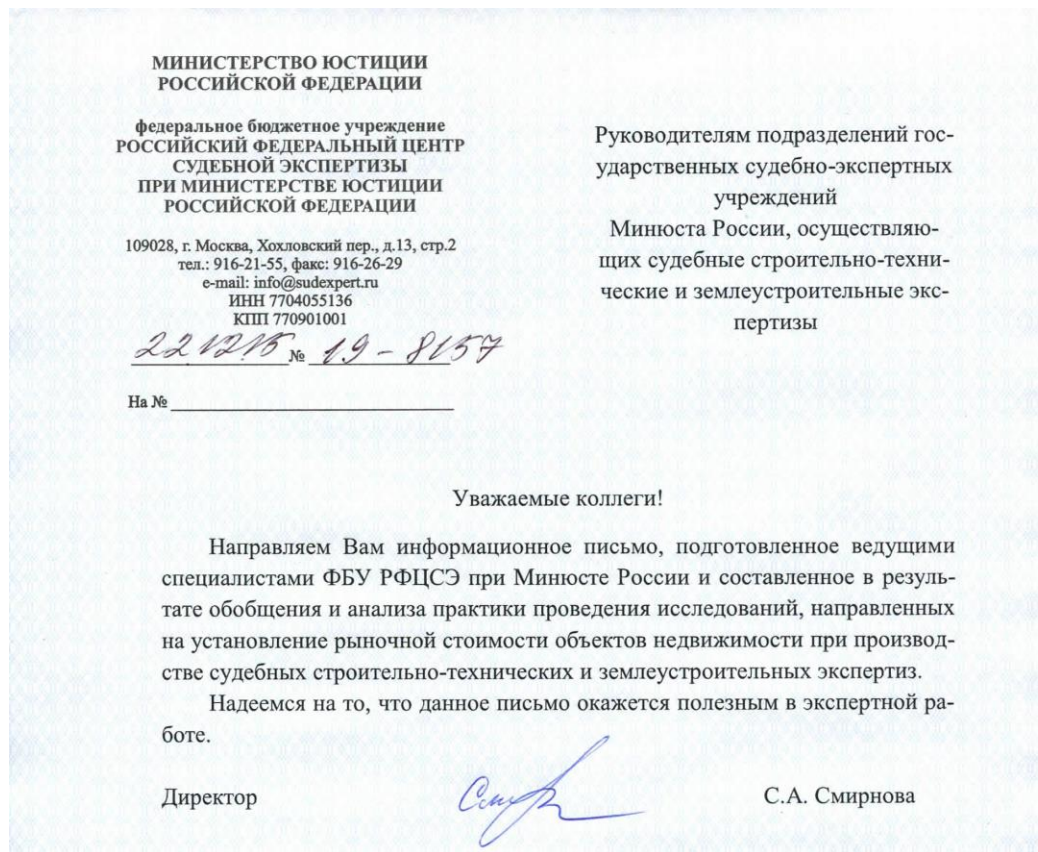 МИНИСТЕРСТВО ЮСТИЦИИ
РОССИЙСКОЙ ФЕДЕРАЦИИ
федеральное бюджетное учреждение
РОССИЙСКИЙ ФЕДЕРАЛЬНЫЙ ЦЕНТР
СУДЕБНОЙ ЭКСПЕРТИЗЫ
ПРИ МИНИСТЕРСТВЕ ЮСТИЦИИ
РОССИЙСКОЙ ФЕДЕРАЦИИ
109028, г. Москва, Хохловский пер., д.13, стр.2
тел.: 916-21-55, факс: 916-26-29
e-mail: info@sudexpert.ru
ИНН 7704055136
КПП 770901001
221215 № 19-8157
На №
Руководителям подразделений гос-
ударственных судебно-экспертных
учреждений
Минюста России, осуществляю-
щих судебные строительно-техни-
ческие и землеустроительные экс-
пертизы
Уважаемые коллеги!
Направляем Вам информационное письмо, подготовленное ведущими
специалистами ФБУ РФЦСЭ при Минюсте России и составленное в резуль-
тате обобщения и анализа практики проведения исследований, направленных
на установление рыночной стоимости объектов недвижимости при производ-
стве судебных строительно-технических и землеустроительных экспертиз.
Надеемся на то, что данное письмо окажется полезным в экспертной ра-
боте.
Директор С.А. Смирнова